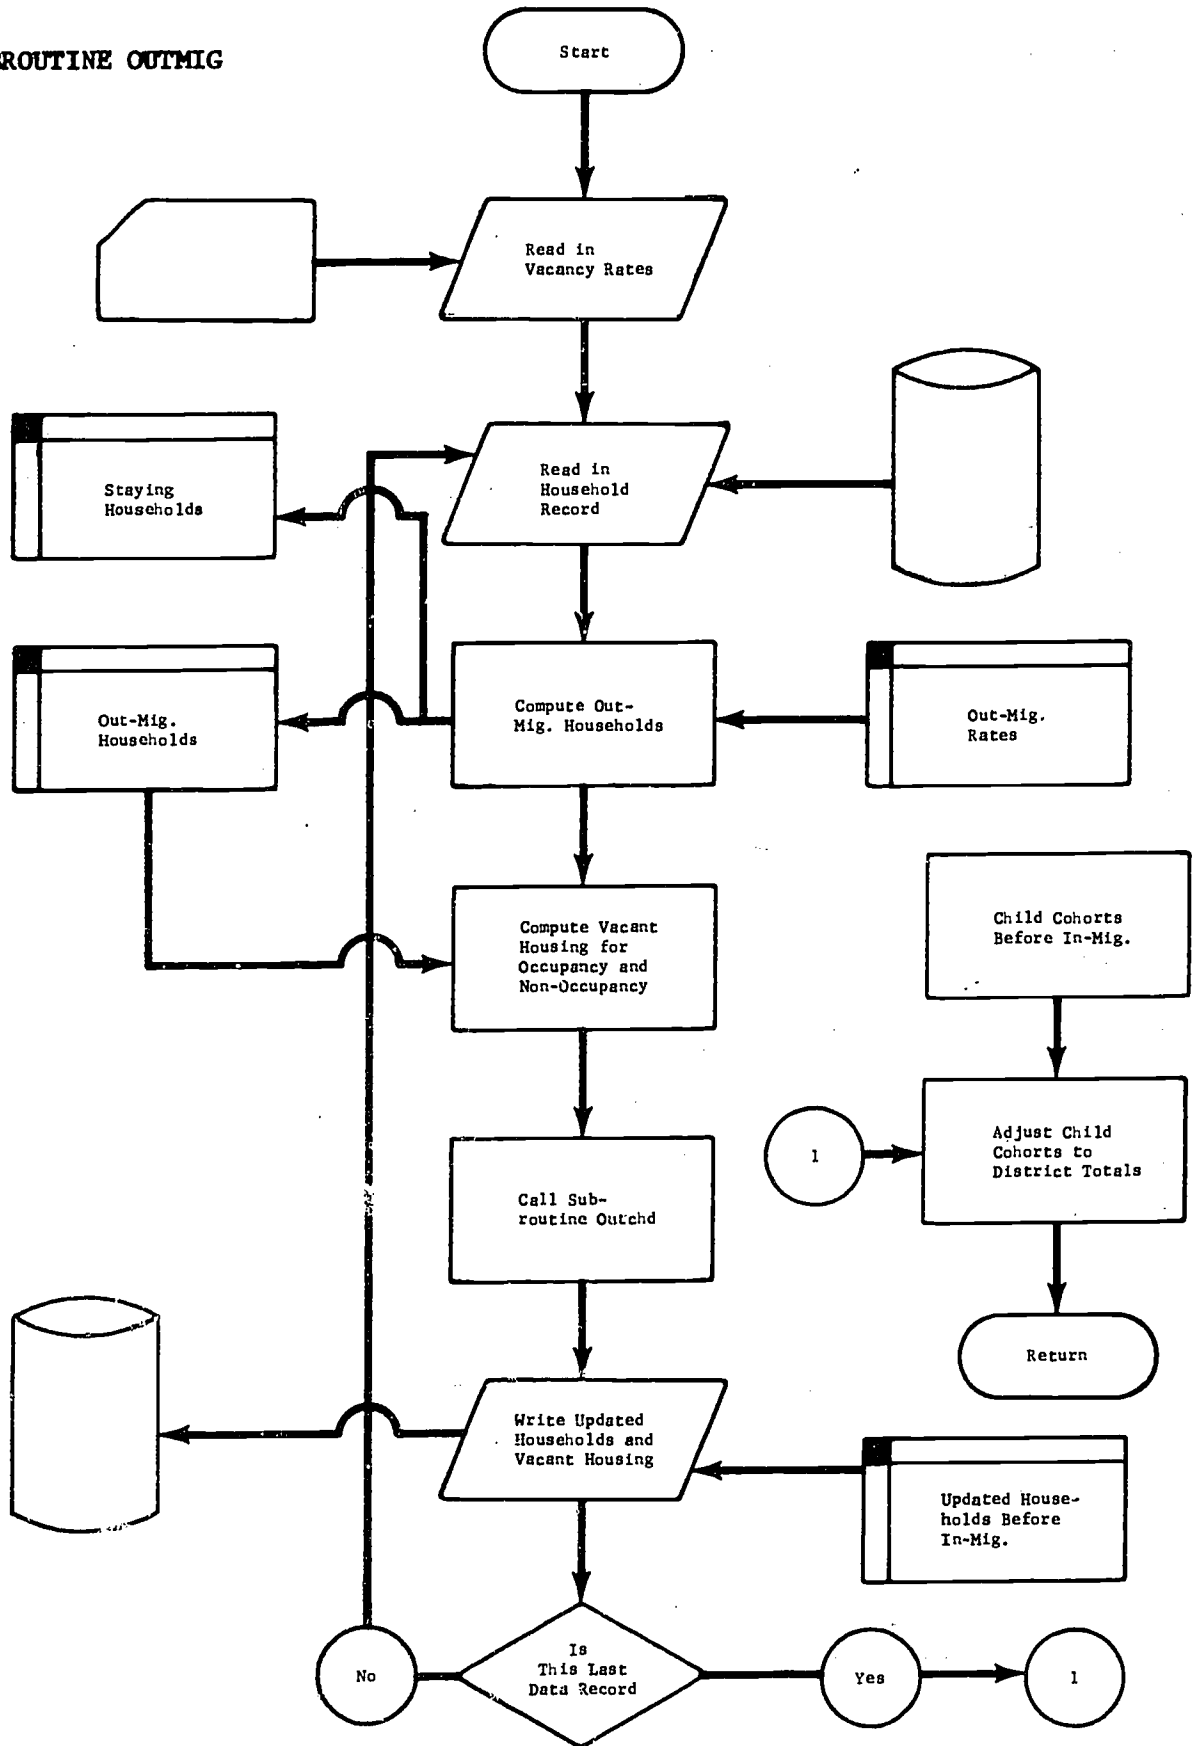 ROUTINE OUTMIG
Start
Read in
Vacancy Rates
Read in
Household
Record
Staying
Households
Out-Mig.
Households
Compute Out-
Mig. Households
Out-Mig.
Rates
Compute Vacant
Housing for
Occupancy and
Non-Occupancy
Child Cohorts
Before In-Mig.
Adjust Child
Cohorts to
District Totals
1
Call Sub-
routine Outchd
Return
Write Updated
Households and
Vacant Housing
Updated House-
holds Before
In-Mig.
Is
This Last
Data Record
No
Yes
1